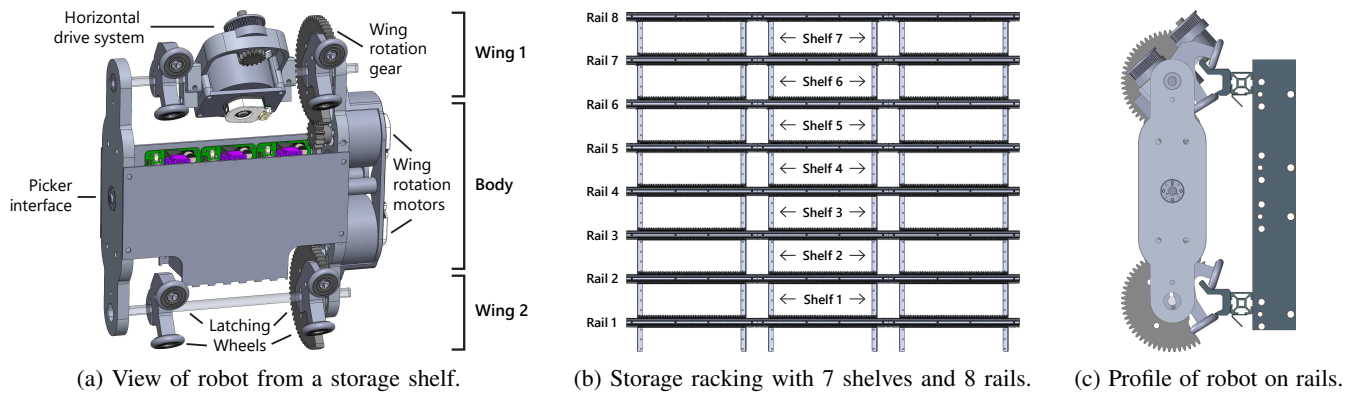 Horizontal
drive system
Wing
rotation
gear
Wing 1
Picker
interface
Wing
rotation
motors
Body
Latching
Wheels
Wing 2
(a) View of robot from a storage shelf.
Rail 8
Shelf 7
Rail 7
Shelf 6
Rail 6
Shelf 5
Rail 5
Shelf 4
Rail 4
Shelf 3
Rail 3
Shelf 2
Rail 2
Shelf 1
Rail 1
(b) Storage racking with 7 shelves and 8 rails.
(c) Profile of robot on rails.